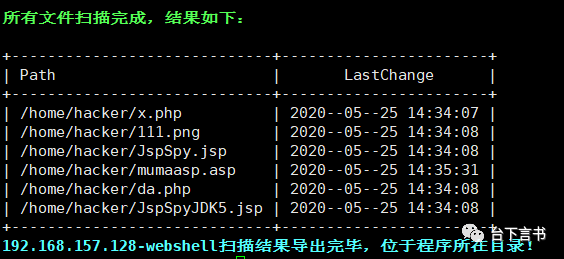 所有文件扫描完成，结果如下：
+-----------------------------+-----------------------+
| Path | LastChange |
+-----------------------------+-----------------------+
| /home/hacker/x.php | 2020--05--25 14:34:07 |
| /home/hacker/111.png | 2020--05--25 14:34:08 |
| /home/hacker/JspSpy.jsp | 2020--05--25 14:34:08 |
| /home/hacker/mumaasp.asp | 2020--05--25 14:35:31 |
| /home/hacker/da.php | 2020--05--25 14:34:08 |
| /home/hacker/JspSpyJDK5.jsp | 2020--05--25 14:34:08 |
+-----------------------------+-----------------------+
192.168.157.128-webshell扫描结果导出完毕，位于程序所在目录！
台下言书